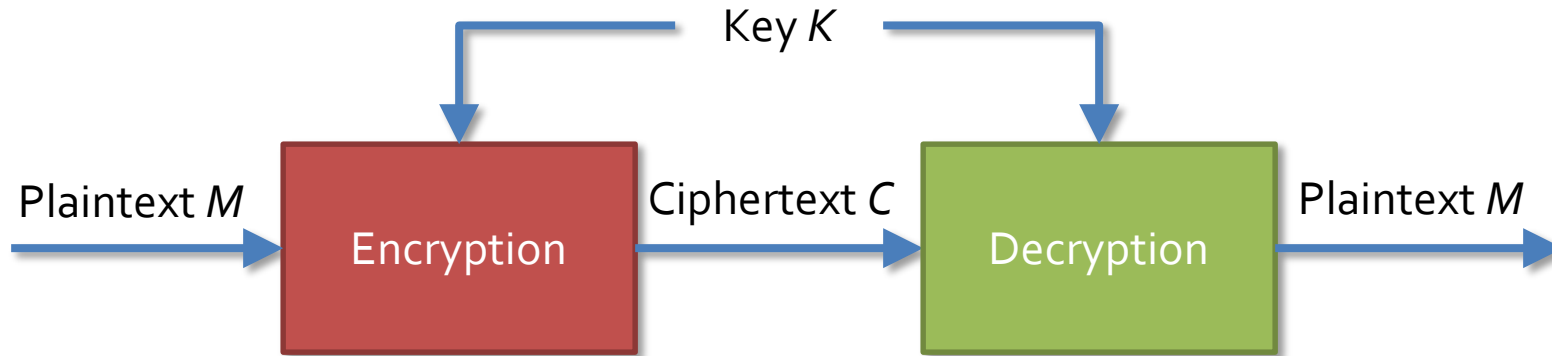 Key K
Plaintext M
Encryption
Ciphertext C
Decryption
Plaintext M